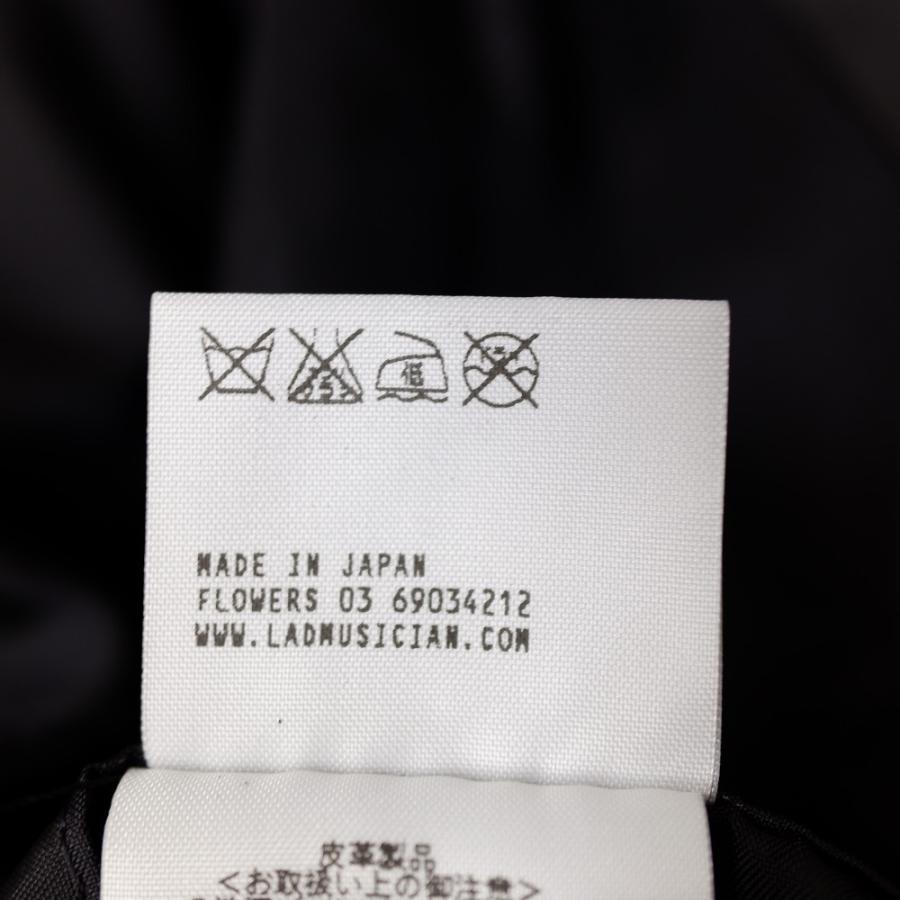 低
MADE IN JAPAN
FLOWERS 03 69034212
WWW.LADMUSICIAN.COM
皮革製品
<お取扱い上の御注意>